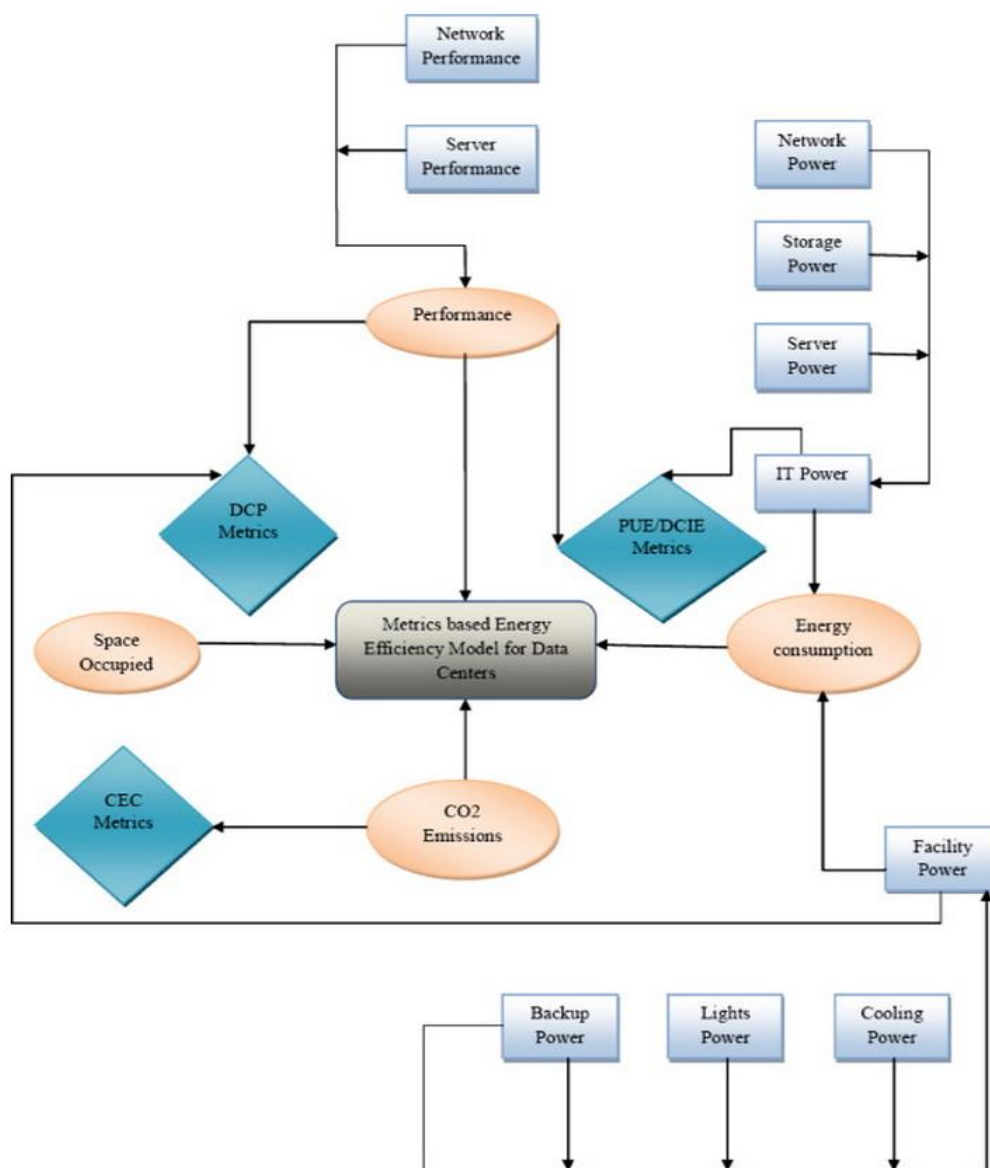 Network
Performance
Server
Performance
Network
Power
Storage
Power
Server
Power
Performance
IT Power
DCP
Metrics
PUE/DCIE
Metrics
Space
Occupied
Metrics based Energy
Efficiency Model for Data
Centers
Energy
consumption
CEC
Metrics
CO2
Emissions
Facility
Power
Backup
Power
Lights
Power
Cooling
Power